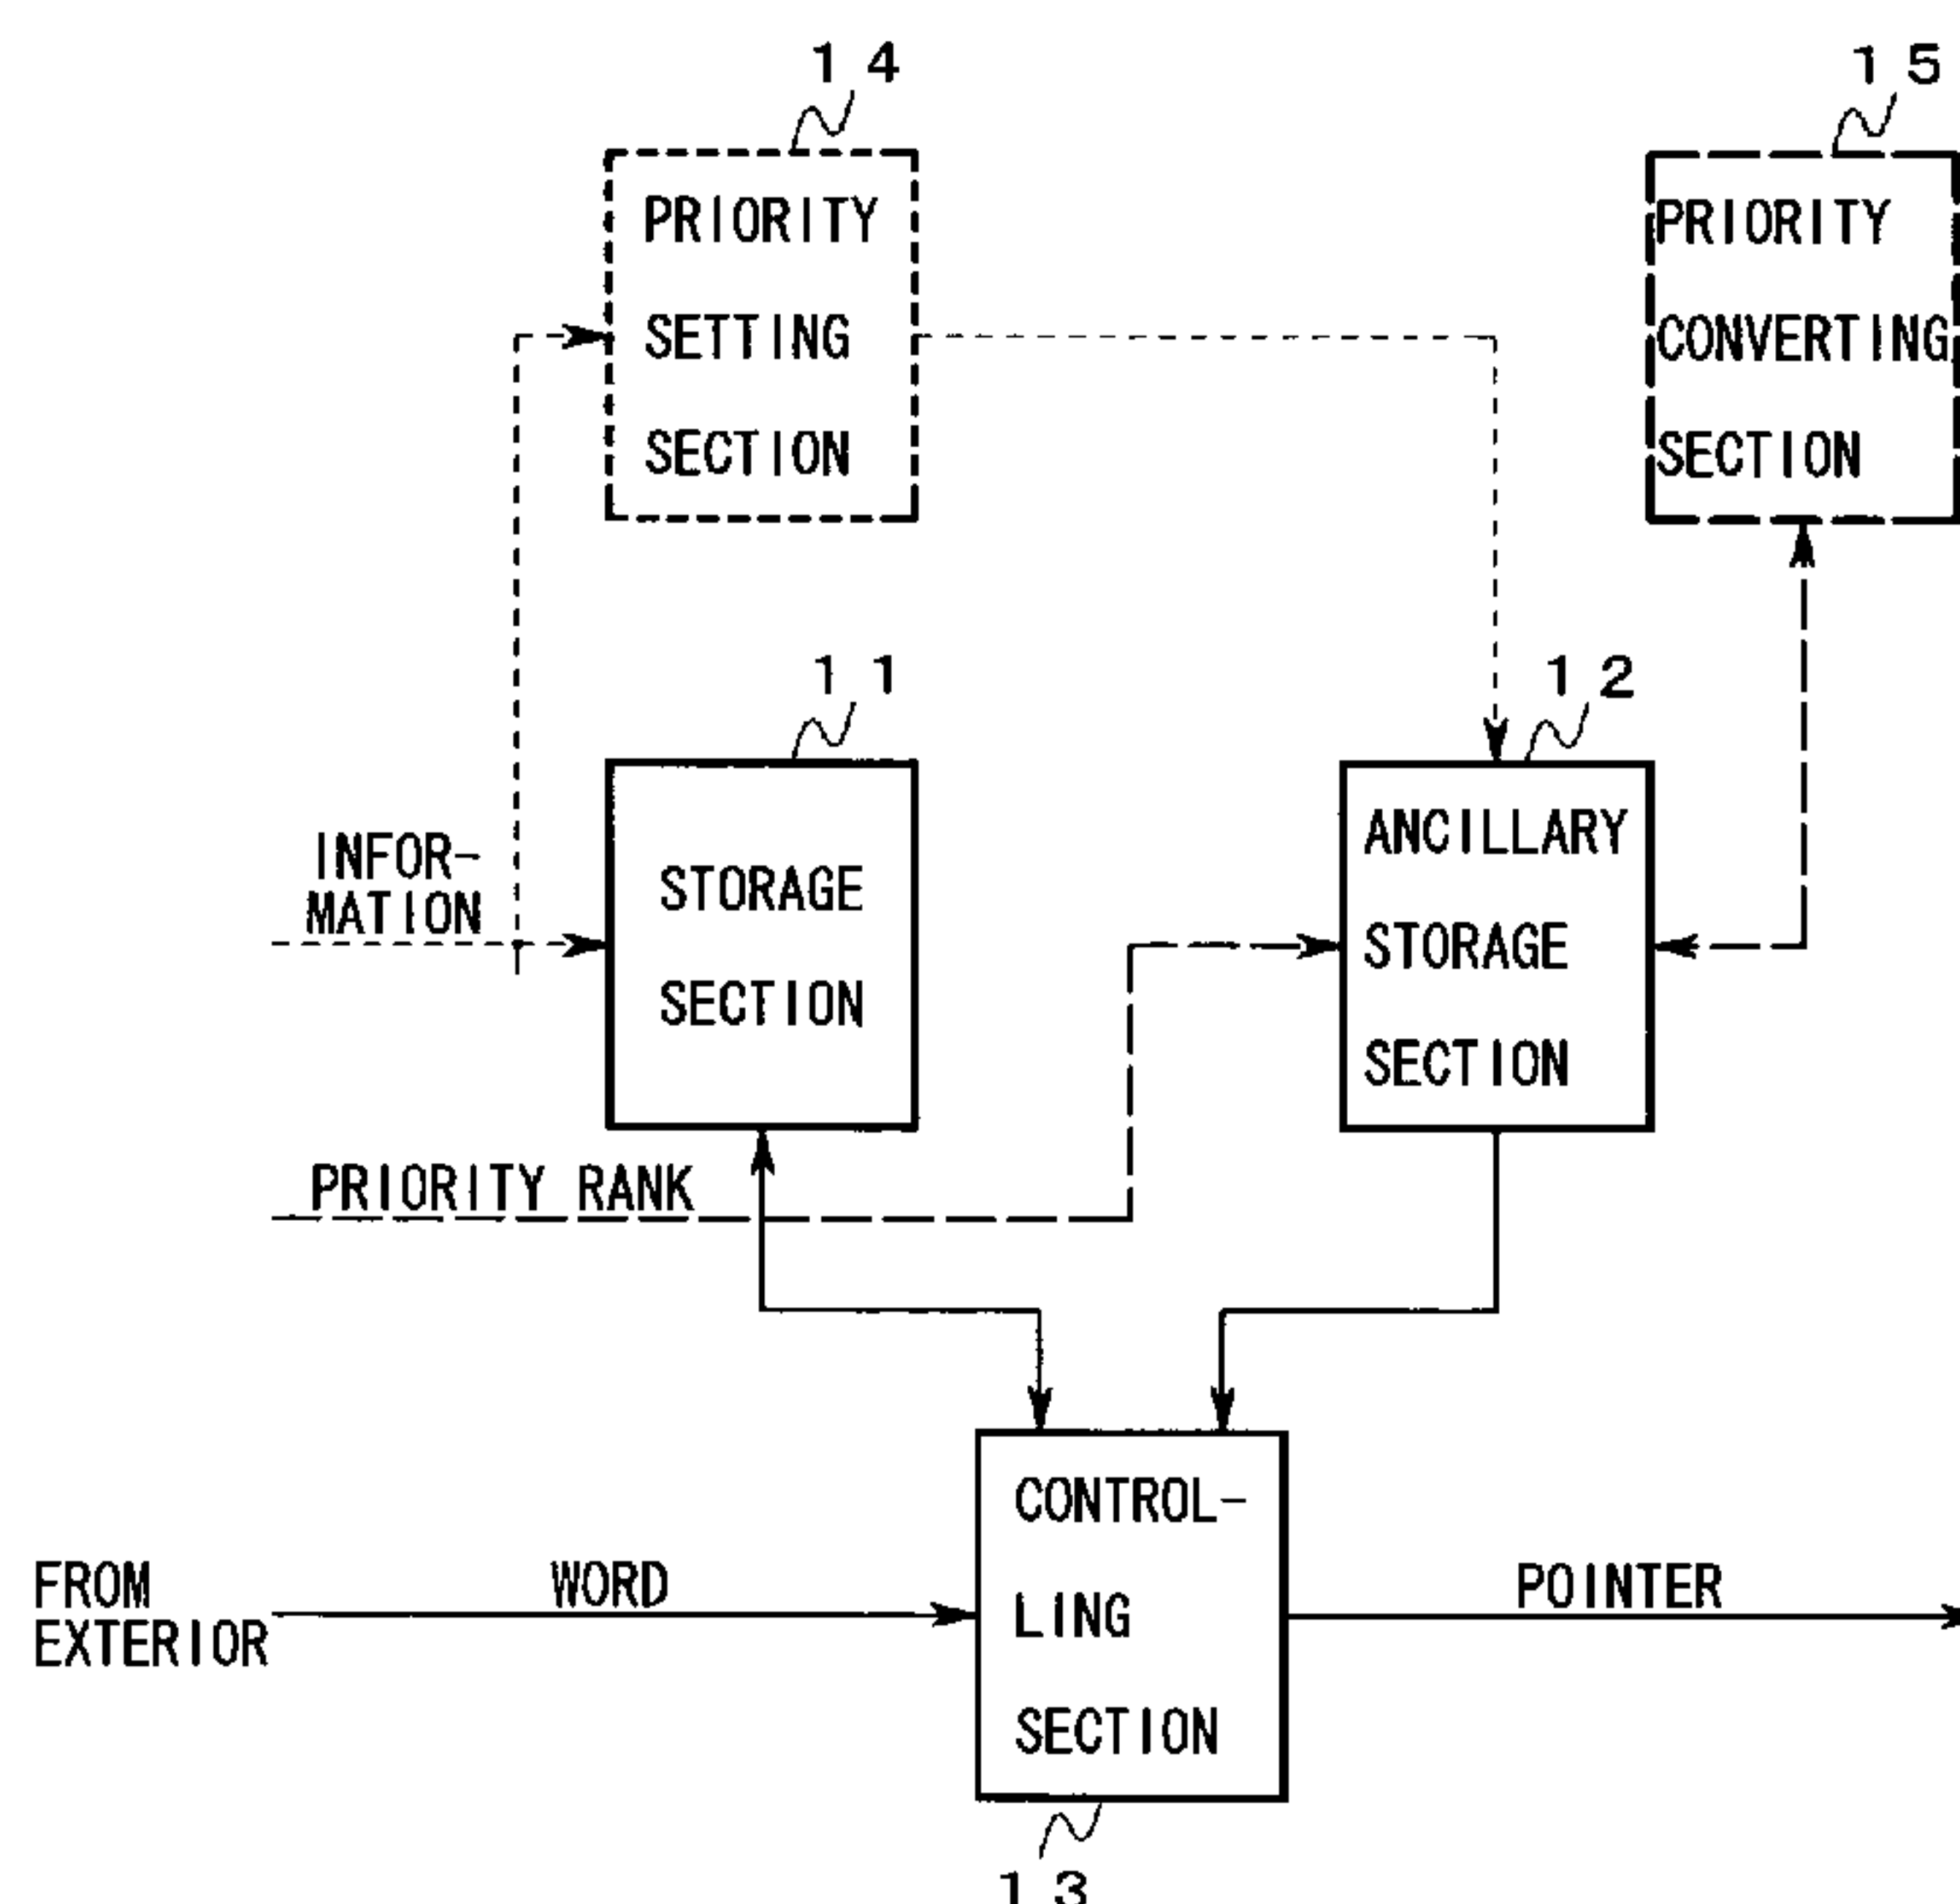 14
PRIORITY
SETTING
SECTION
15
PRIORITY
CONVERTING
SECTION
11
STORAGE
SECTION
12
ANCILLARY
STORAGE
SECTION
INFOR-
MATION
PRIORITY RANK
CONTROL-
LING
SECTION
13
FROM
EXTERIOR
WORD
POINTER